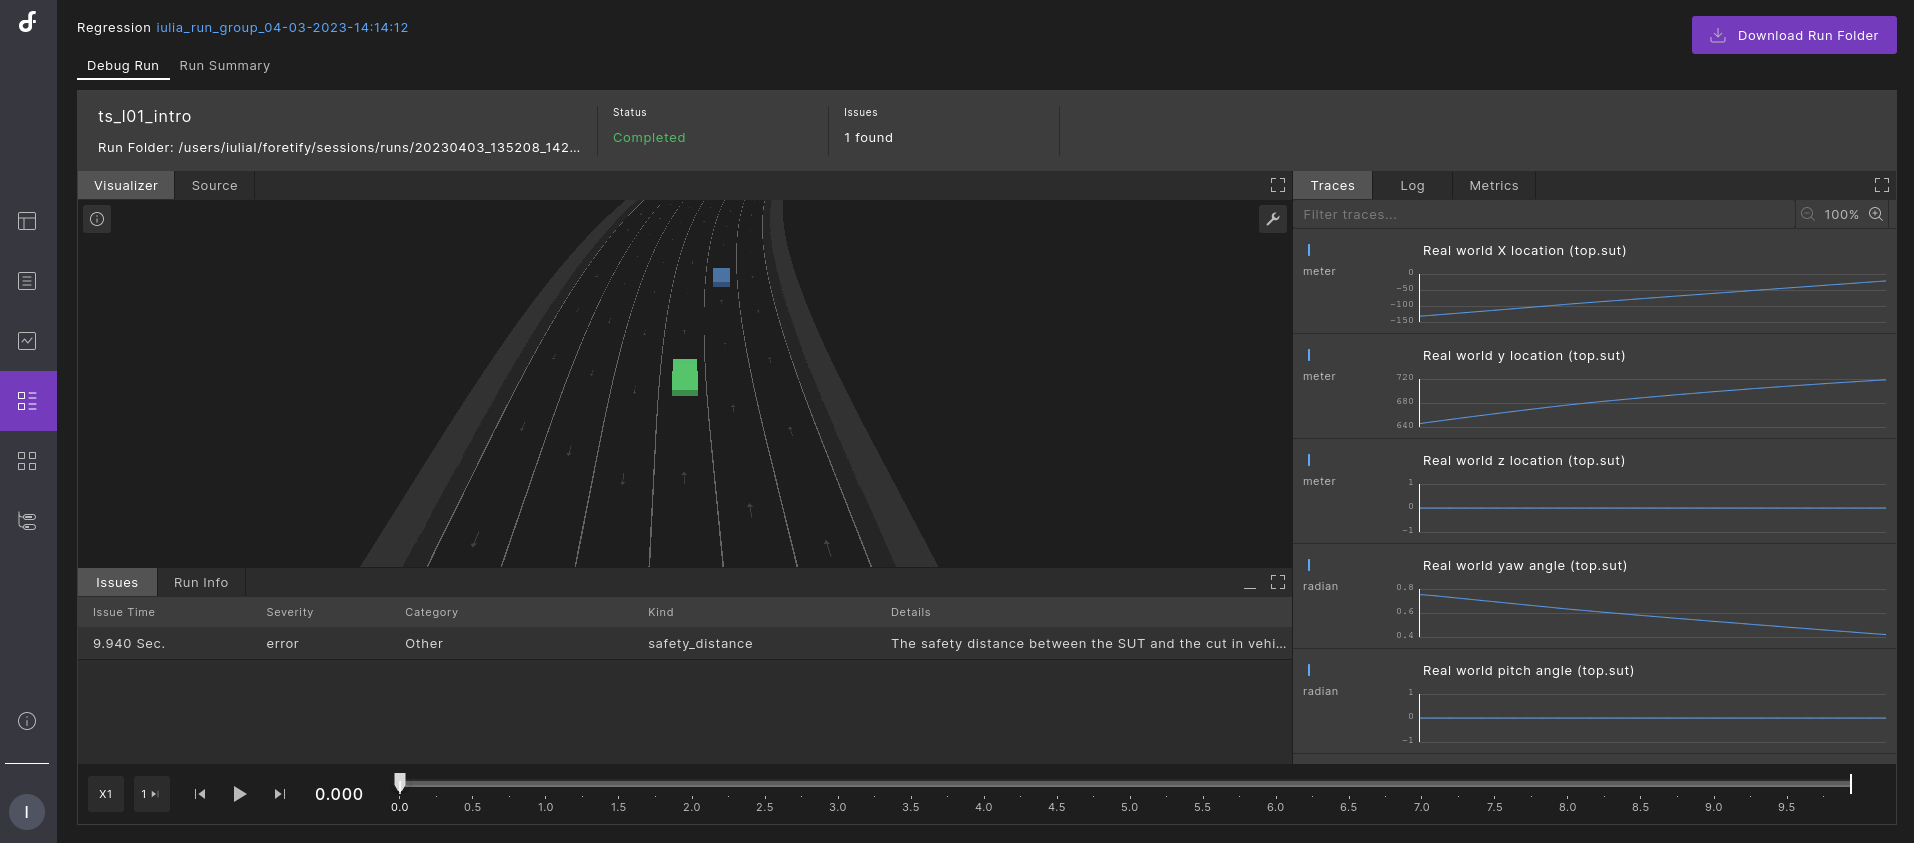 Regression iulia_run_group_04-03-2023-14:14:12
Download Run Folder
Debug Run Run Summary
ts_l01_intro
Run Folder: /users/iulial/foretify/sessions/runs/20230403_135208_142...
Status
Completed
Issues
1 found
Visualizer Source
Traces Log Metrics
Filter traces... 100%
Real world X location (top.sut)
meter
0
−50
−100
−150
Real world y location (top.sut)
meter
720
680
640
Real world z location (top.sut)
meter
1
0
−1
Real world yaw angle (top.sut)
radian
0.8
0.6
0.4
Real world pitch angle (top.sut)
radian
1
0
−1
Issues Run Info
Issue Time Severity Category Kind Details
9.940 Sec. error Other safety_distance The safety distance between the SUT and the cut in vehi...
X1 1 0.000
0.0 0.5 1.0 1.5 2.0 2.5 3.0 3.5 4.0 4.5 5.0 5.5 6.0 6.5 7.0 7.5 8.0 8.5 9.0 9.5
I